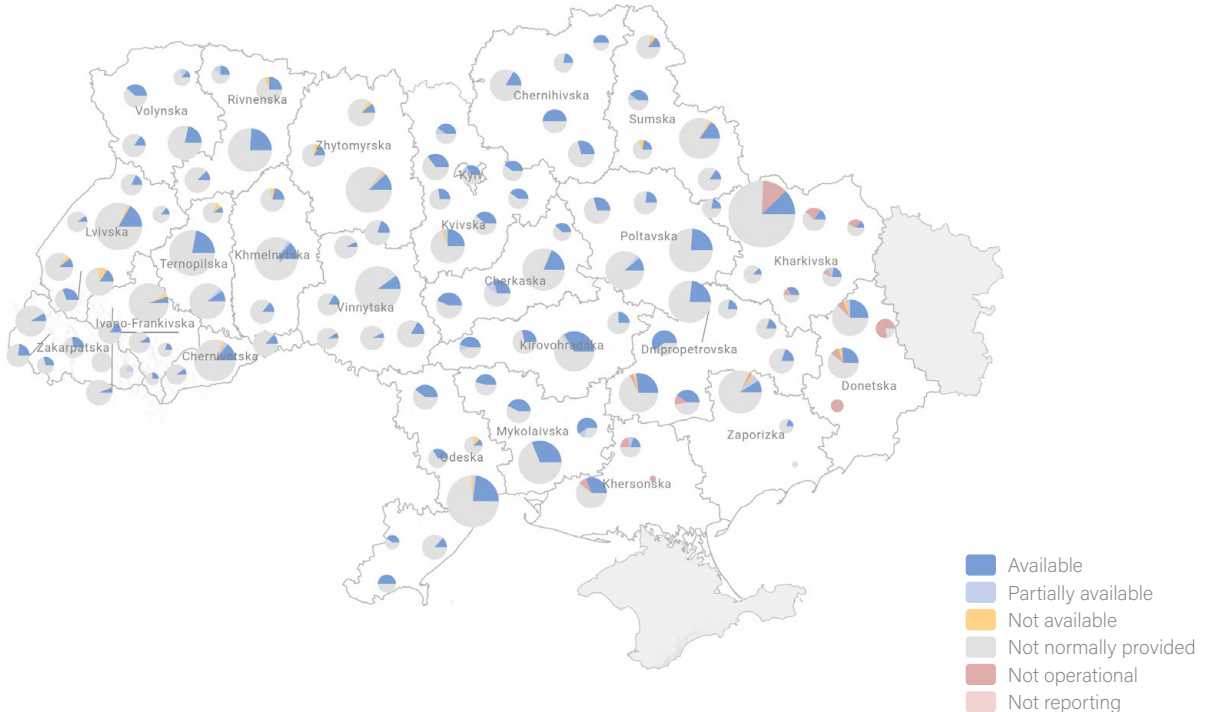 Chernihivska
Rivnenska
Volynska
Sumska
Zhytomyrska
Kyiv
Kyivska
Lvivska
Poltavska
Khmelnytska
Ternopilska
Kharkivska
Cherkaska
Vinnytska
Ivano-Frankivska
Kirovohradska
Dnipropetrovska
Zakarpatska
Chernivetska
Donetska
Mykolaivska
Zaporizka
Odeska
Khersonska
Available
Partially available
Not available
Not normally provided
Not operational
Not reporting